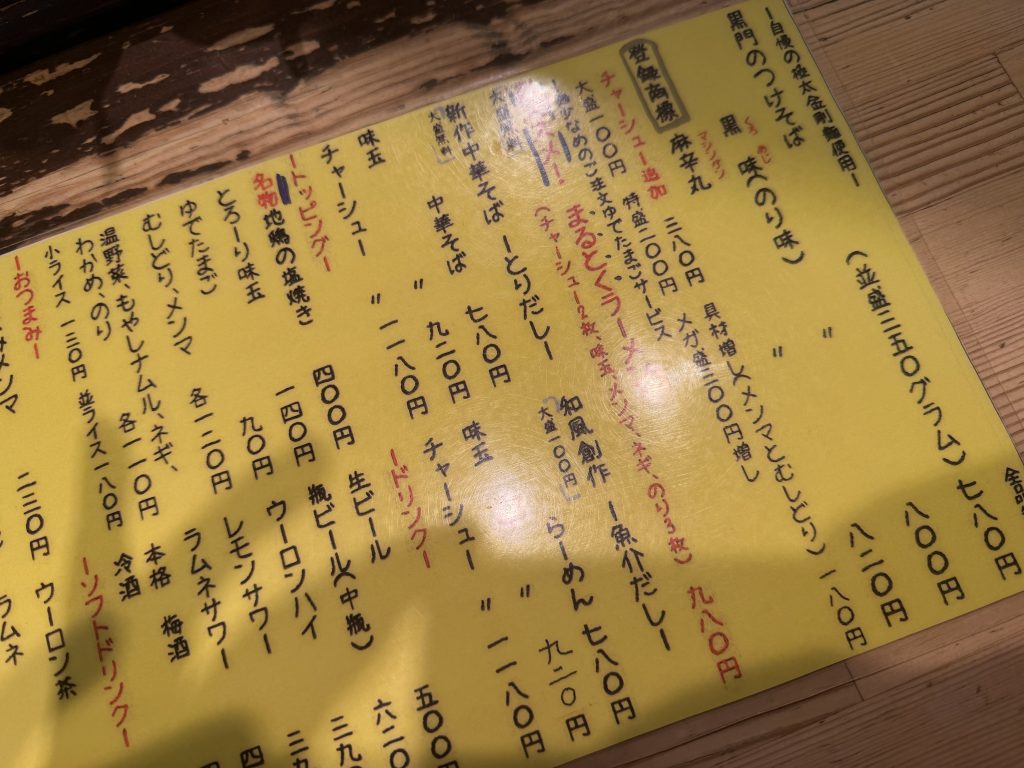 ー自慢の極太金剛麺使用ー
黒門のつけそば (並盛二五〇グラム) 七八〇円
くろ あじ
黒 味(のり味) 〃 八〇〇円
登録商標
マシンガン
麻辛丸 〃 八二〇円
チャーシュー追加 三八〇円 具材増し(メンマとむしどり) 一八〇円
大盛一〇〇円 特盛二〇〇円 メガ盛三〇〇円増し
少なめのご注文ゆでたまごサービス
まるとくラーメン
(チャーシュー2枚、味玉、メンマ、ネギ、のり3枚) 九八〇円
新作中華そば ーとりだしー
中華そば 七八〇円
味玉 〃 九二〇円
チャーシュー 〃 一一八〇円
和風創作 ー魚介だしー
大盛一〇〇円
らーめん 七八〇円
味玉 〃 九二〇円
チャーシュー 〃 一一八〇円
ートッピングー
名物地鶏の塩焼き 四〇〇円
とろーり味玉 一四〇円
ゆでたまご 九〇円
むしどり、メンマ 各一二〇円
温野菜、もやしナムル、ネギ、
わかめ、のり 各一一〇円
小ライス 一三〇円 並ライス一八〇円
ードリンクー
生ビール 五〇〇
瓶ビール(中瓶) 六二〇
ウーロンハイ
レモンサワー
ラムネサワー
本格 梅酒
冷酒
ーおつまみー
メンマ 二三〇円
ーソフトドリンクー
ウーロン茶
ラムネ